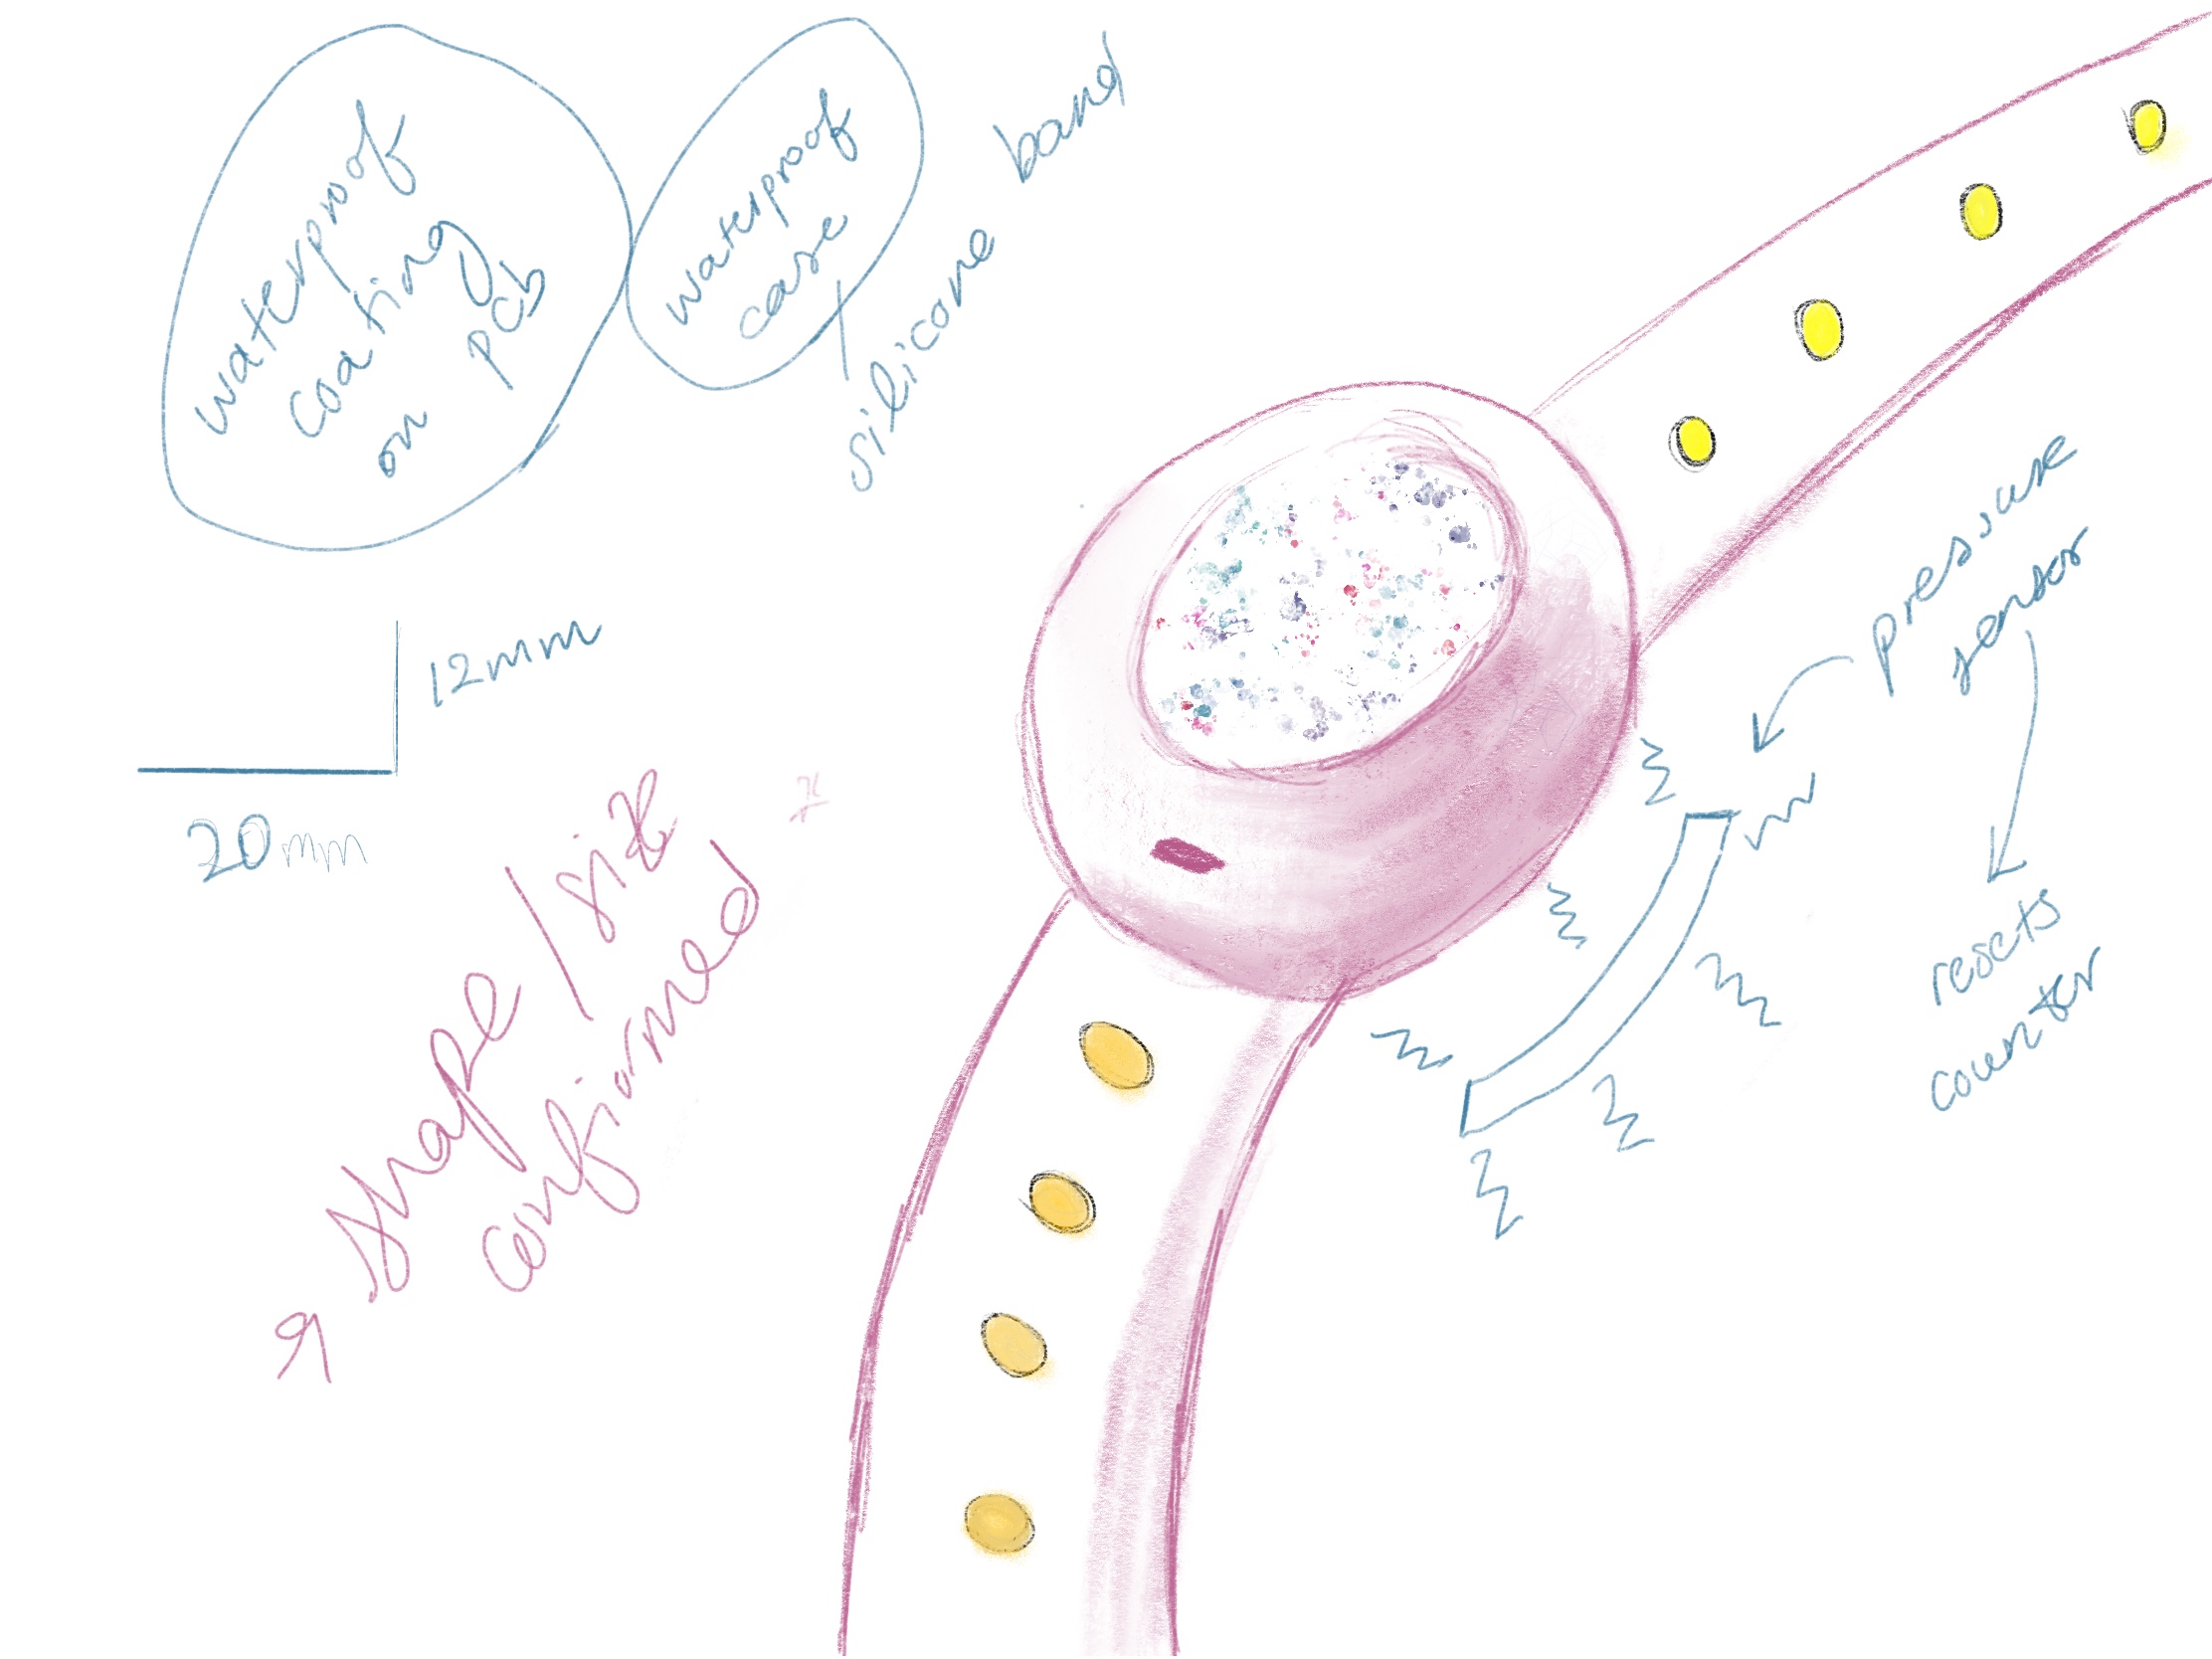 waterproof
coating
on pcb
waterproof
case
silicone band
12mm
20mm
shape/size
confirmed
pressure
sensor
resets
counter